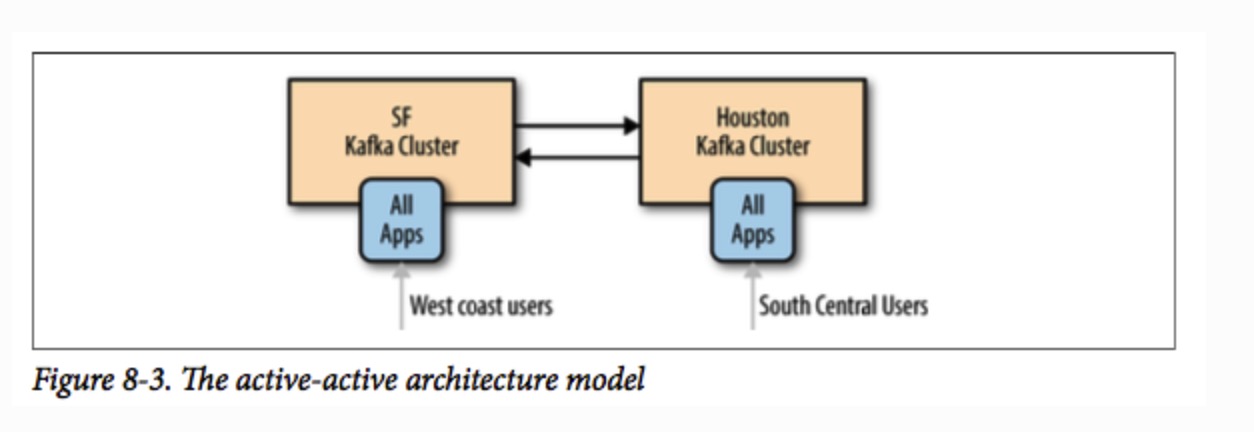 SF
Kafka Cluster
Houston
Kafka Cluster
All
Apps
All
Apps
West coast users
South Central Users
Figure 8-3. The active-active architecture model